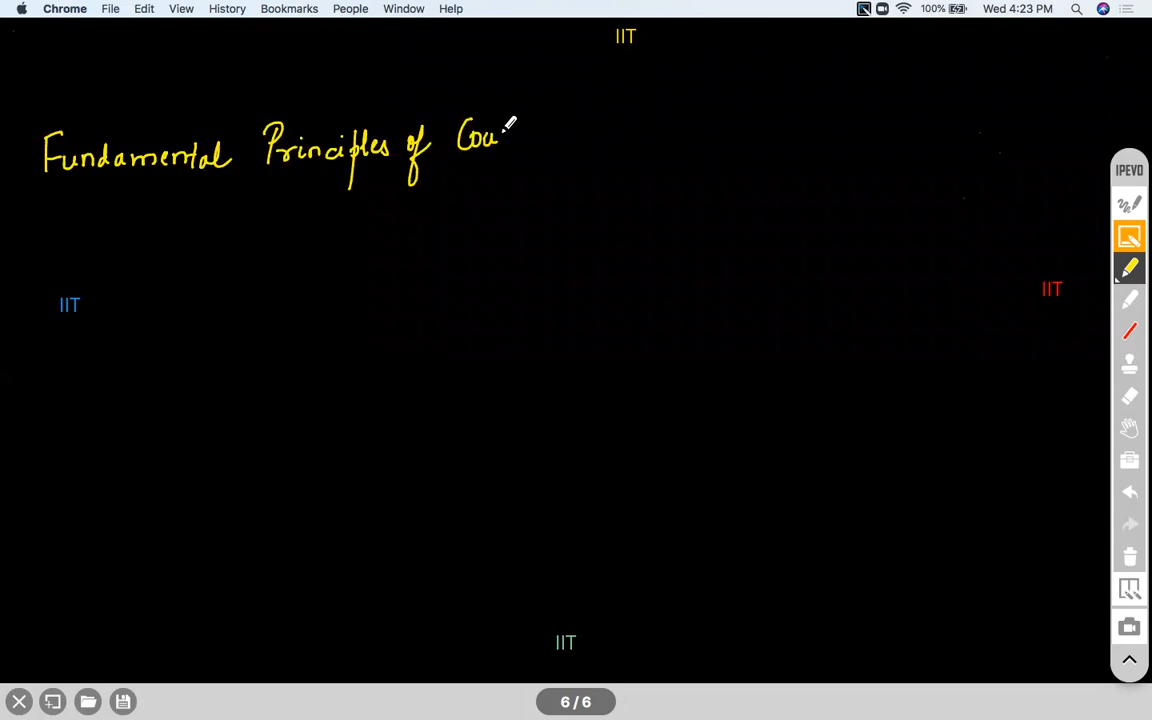 Chrome File Edit View History Bookmarks People Window Help 100% Wed 4:23 PM
IIT
Fundamental Principles of Cou
IPEVO
IIT
IIT
IIT
6 / 6